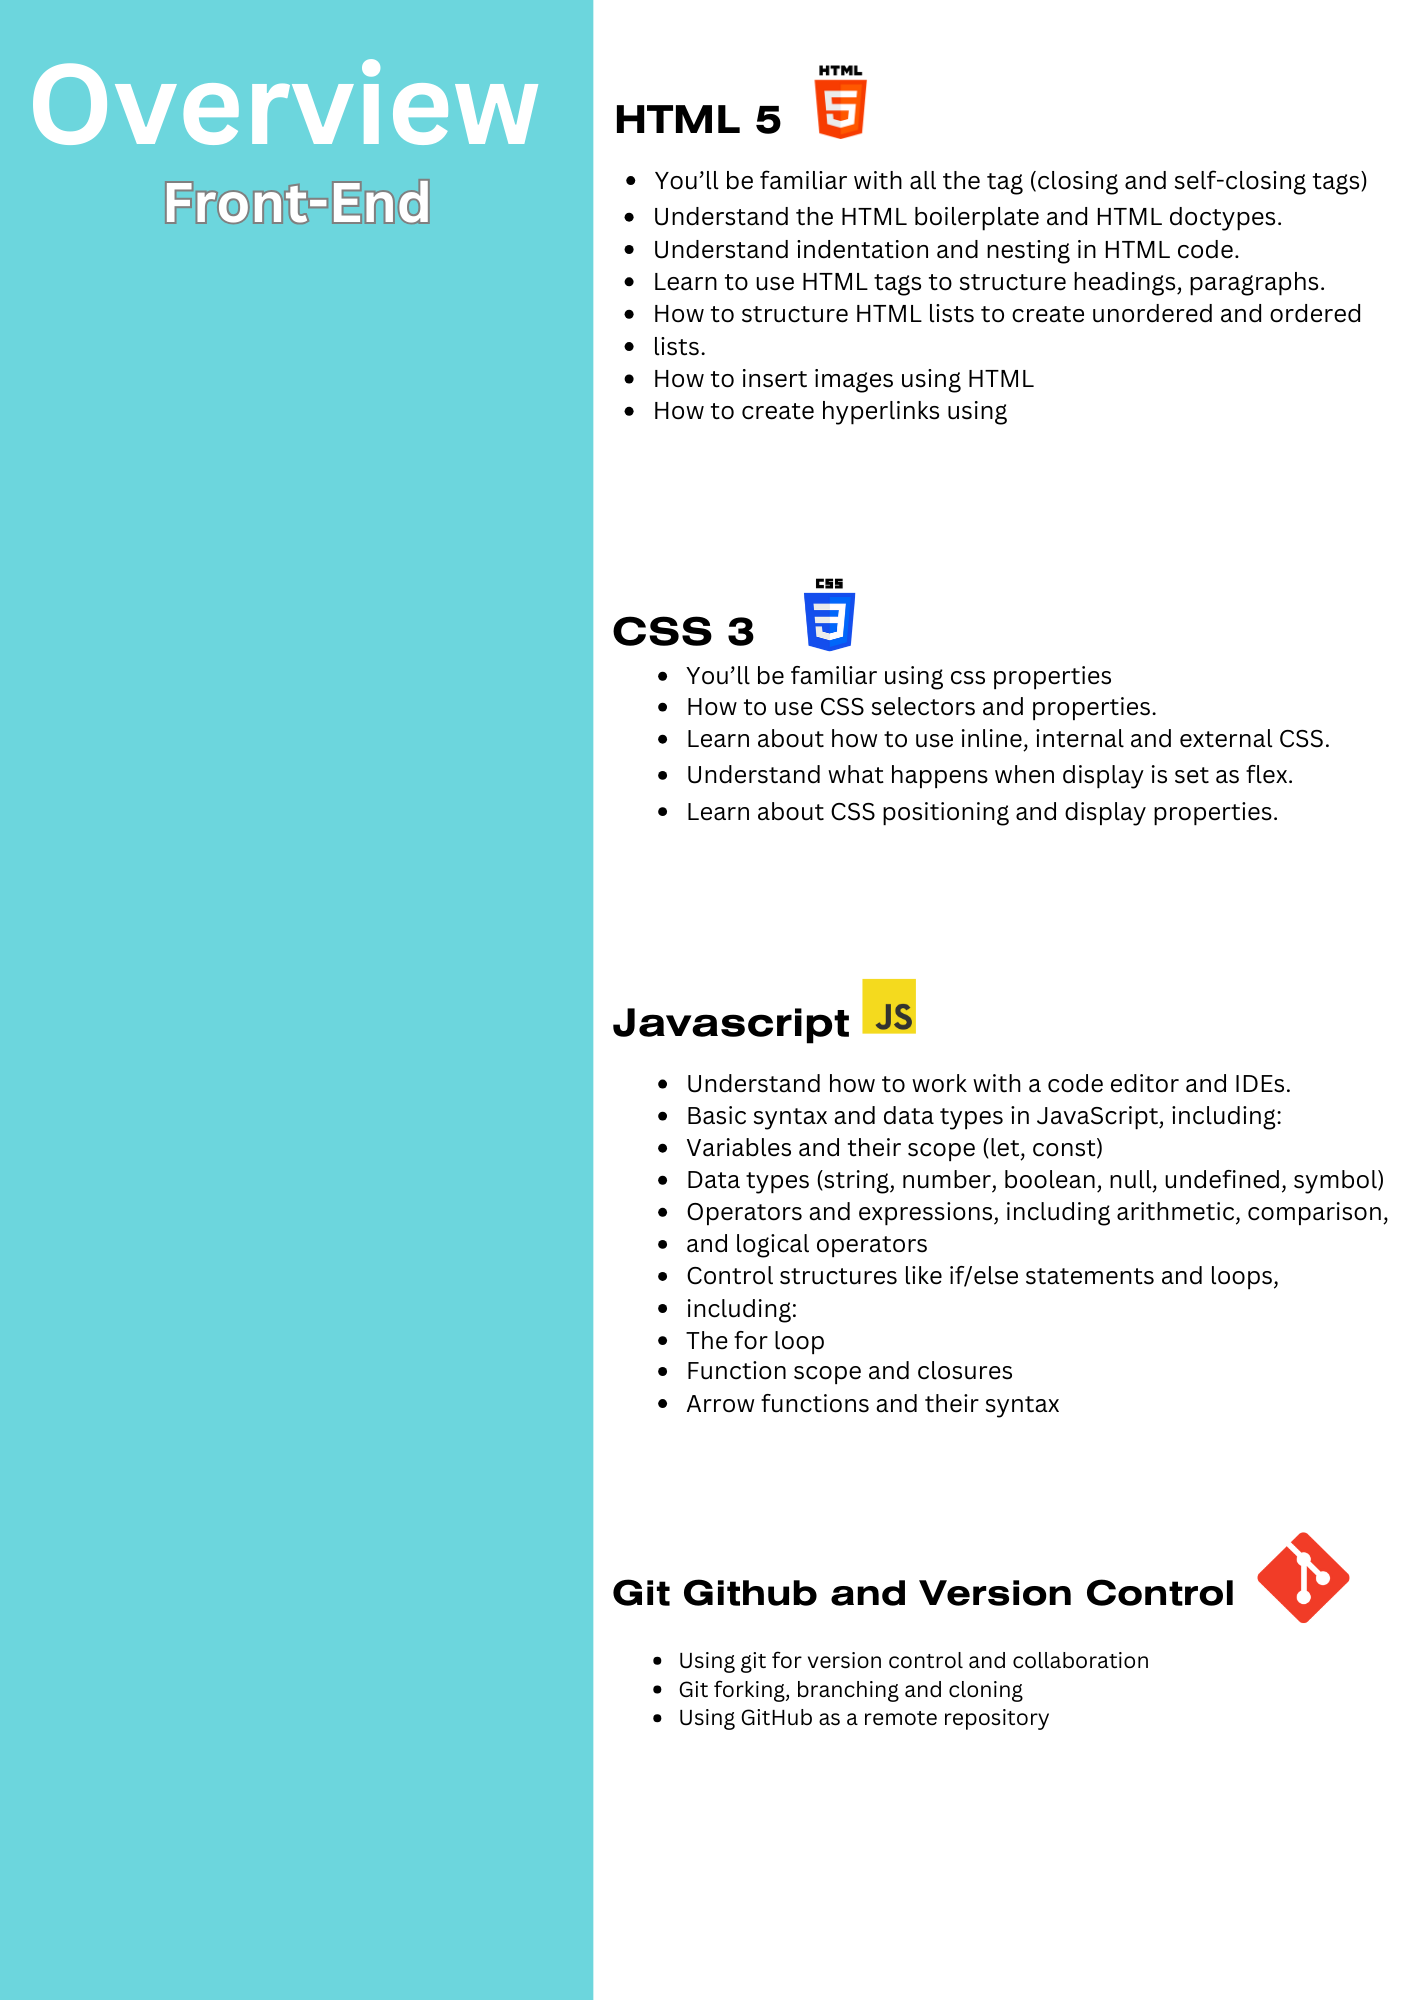 Overview
Front-End
HTML
HTML 5
• You’ll be familiar with all the tag (closing and self-closing tags)
• Understand the HTML boilerplate and HTML doctypes.
• Understand indentation and nesting in HTML code.
• Learn to use HTML tags to structure headings, paragraphs.
• How to structure HTML lists to create unordered and ordered
• lists.
• How to insert images using HTML
• How to create hyperlinks using
CSS
CSS 3
• You’ll be familiar using css properties
• How to use CSS selectors and properties.
• Learn about how to use inline, internal and external CSS.
• Understand what happens when display is set as flex.
• Learn about CSS positioning and display properties.
Javascript
JS
• Understand how to work with a code editor and IDEs.
• Basic syntax and data types in JavaScript, including:
• Variables and their scope (let, const)
• Data types (string, number, boolean, null, undefined, symbol)
• Operators and expressions, including arithmetic, comparison,
• and logical operators
• Control structures like if/else statements and loops,
• including:
• The for loop
• Function scope and closures
• Arrow functions and their syntax
Git Github and Version Control
• Using git for version control and collaboration
• Git forking, branching and cloning
• Using GitHub as a remote repository